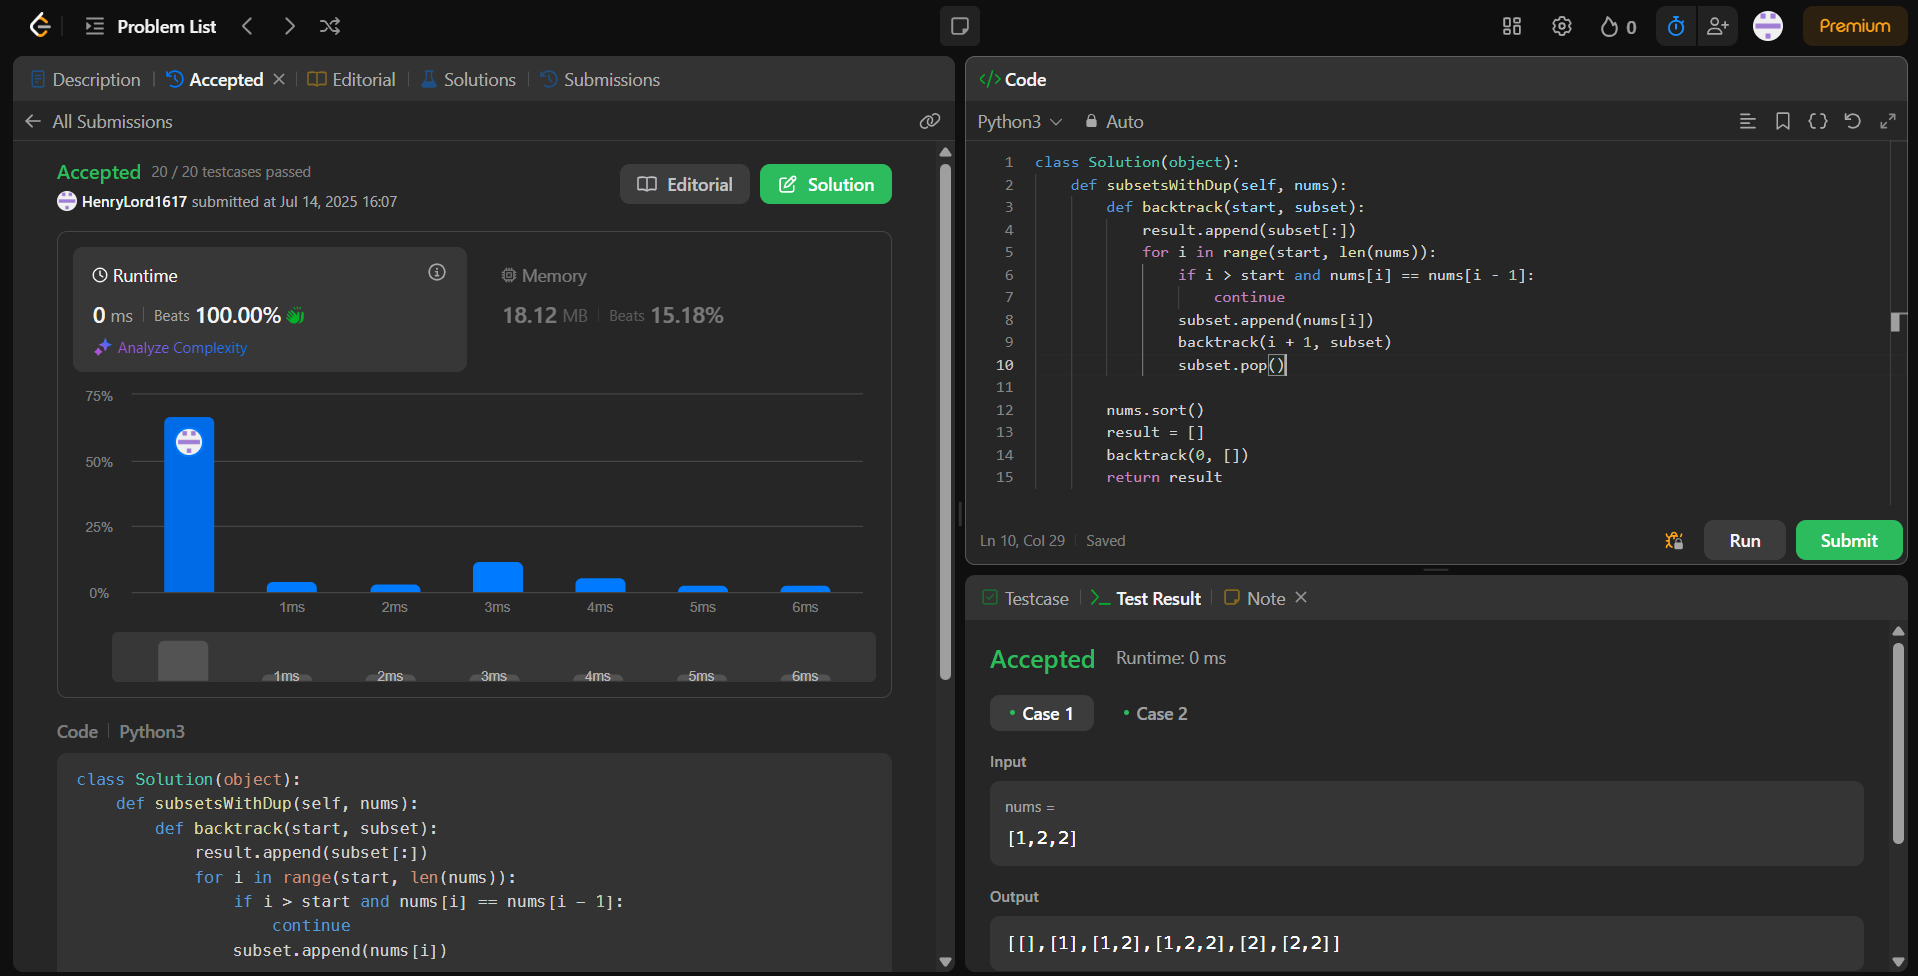 Problem List
0
Premium
Description
Accepted
Editorial
Solutions
Submissions
All Submissions
Accepted 20 / 20 testcases passed
HenryLord1617 submitted at Jul 14, 2025 16:07
Editorial
Solution
Runtime
0 ms Beats 100.00%
Analyze Complexity
Memory
18.12 MB Beats 15.18%
75%
50%
25%
0%
1ms 2ms 3ms 4ms 5ms 6ms
1ms 2ms 3ms 4ms 5ms 6ms
Code Python3
class Solution(object):
    def subsetsWithDup(self, nums):
        def backtrack(start, subset):
            result.append(subset[:])
            for i in range(start, len(nums)):
                if i > start and nums[i] == nums[i - 1]:
                    continue
                subset.append(nums[i])
</> Code
Python3 Auto
1 class Solution(object):
2     def subsetsWithDup(self, nums):
3         def backtrack(start, subset):
4             result.append(subset[:])
5             for i in range(start, len(nums)):
6                 if i > start and nums[i] == nums[i - 1]:
7                     continue
8                 subset.append(nums[i])
9                 backtrack(i + 1, subset)
10                 subset.pop()
11
12         nums.sort()
13         result = []
14         backtrack(0, [])
15         return result
Ln 10, Col 29 Saved
Run
Submit
Testcase
Test Result
Note
Accepted Runtime: 0 ms
Case 1 Case 2
Input
nums =
[1,2,2]
Output
[[],[1],[1,2],[1,2,2],[2],[2,2]]